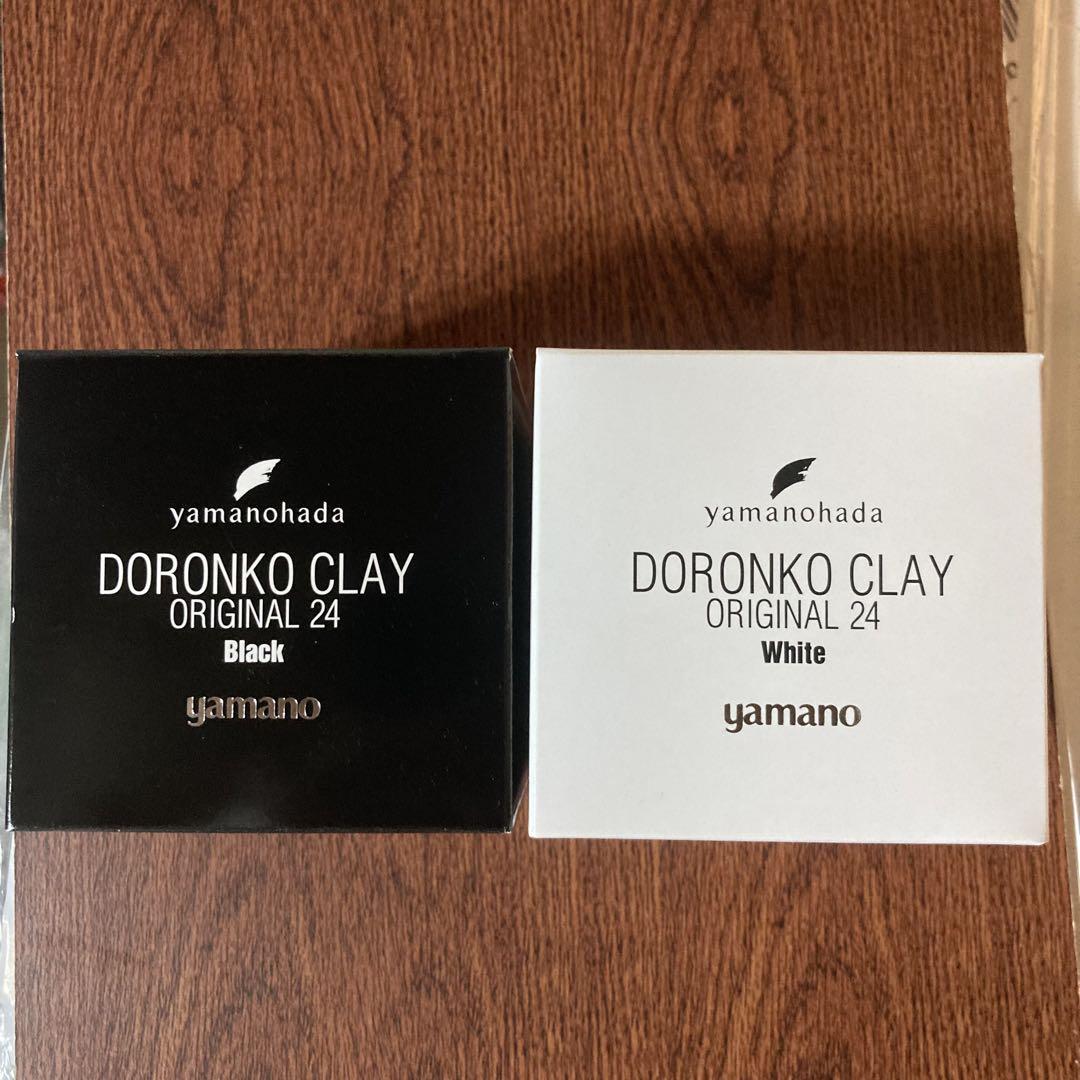 yamanohada
DORONKO CLAY
ORIGINAL 24
Black
yamano
yamanohada
DORONKO CLAY
ORIGINAL 24
White
yamano